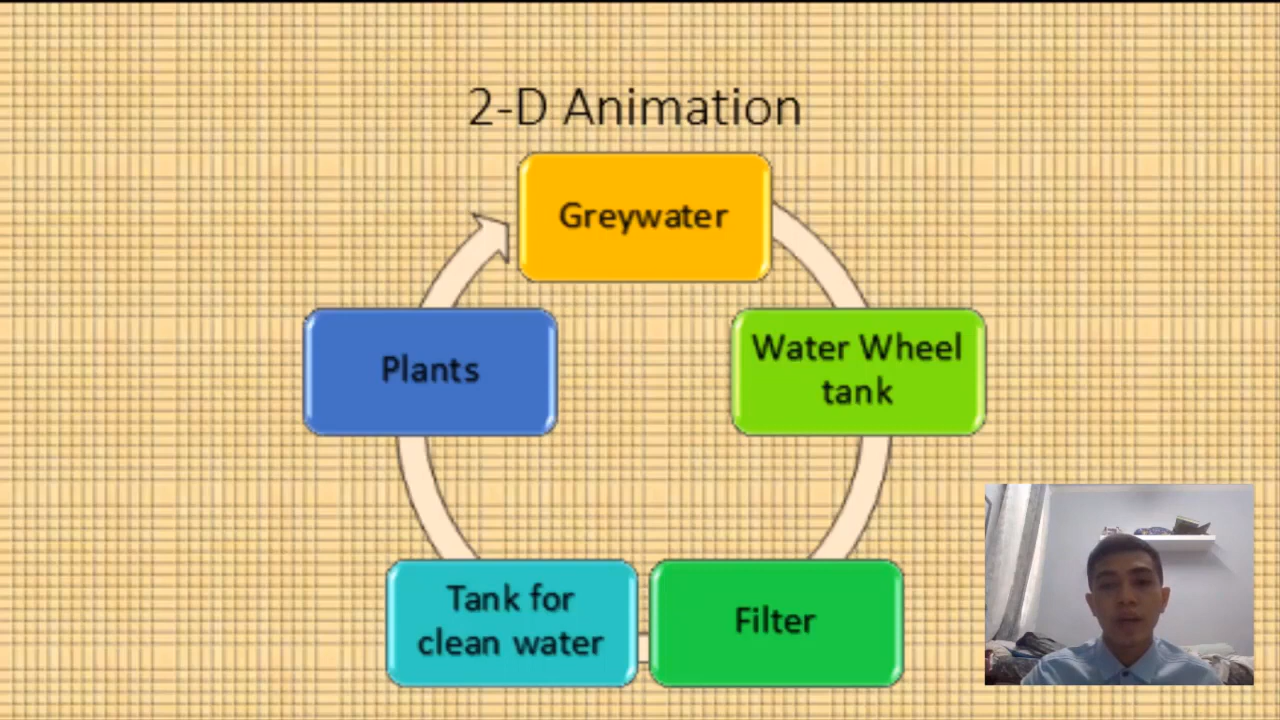 2-D Animation
Greywater
Water Wheel
tank
Filter
Tank for
clean water
Plants